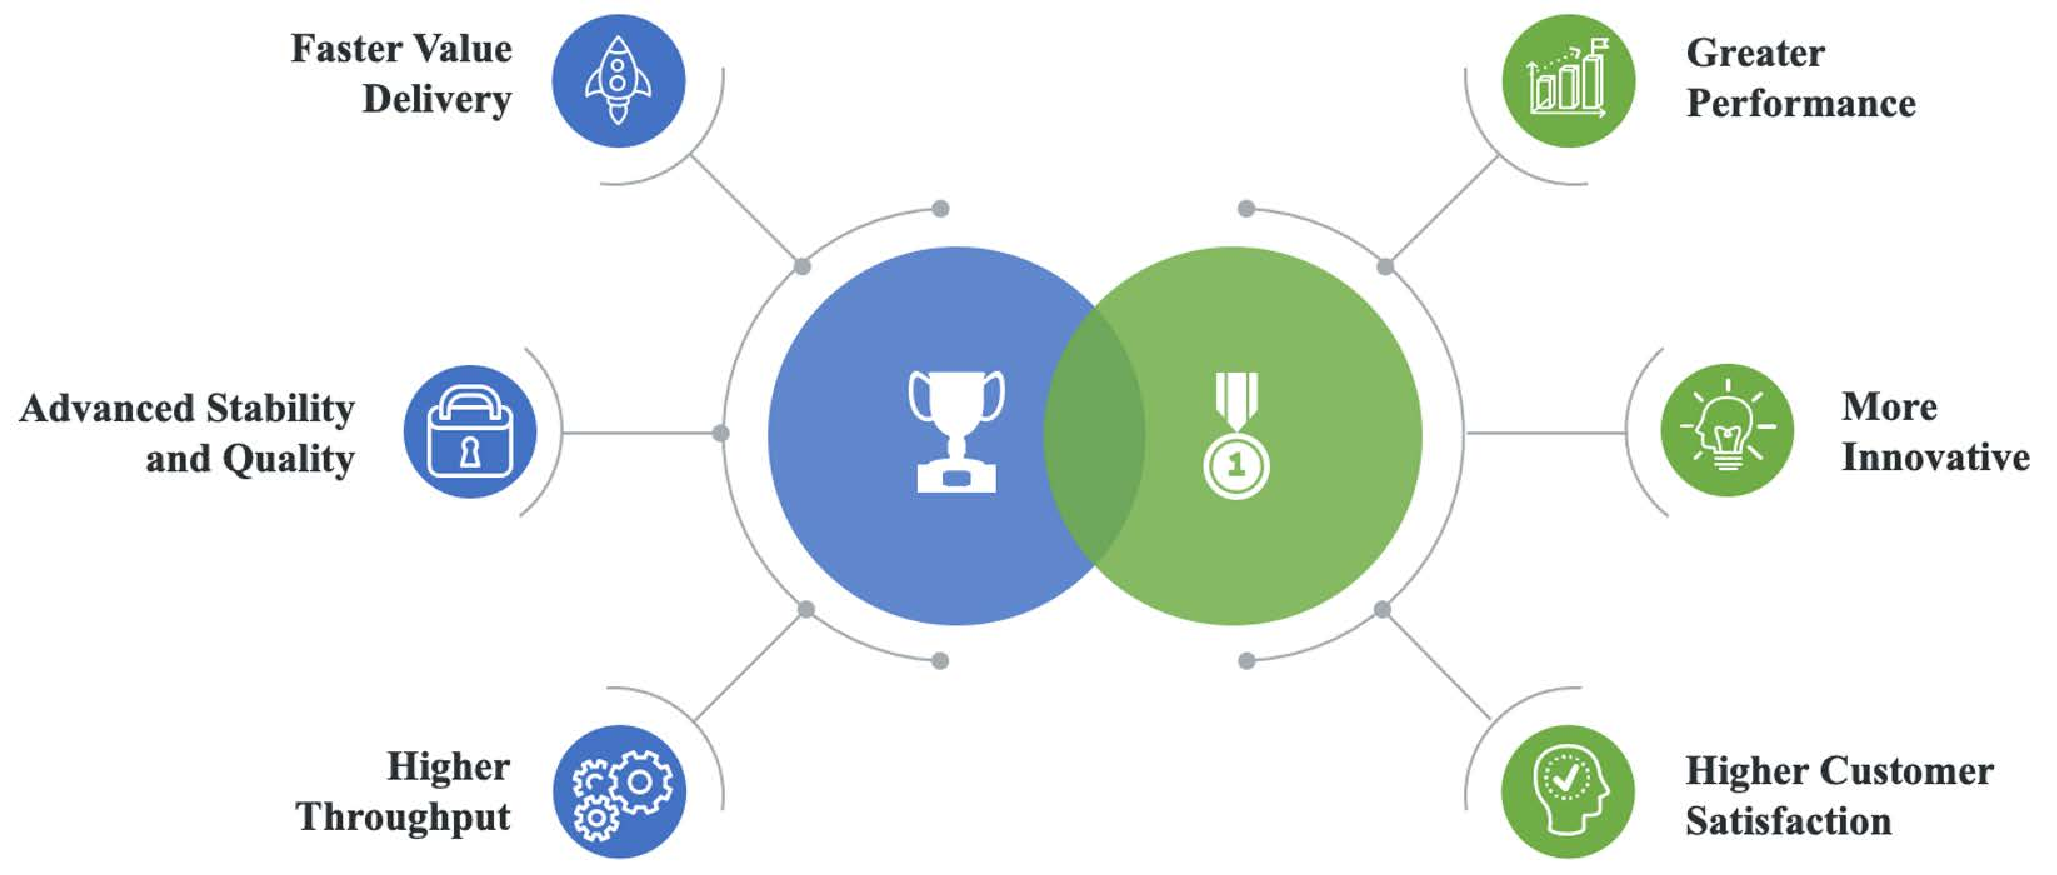 Faster Value
Delivery
Advanced Stability
and Quality
Higher
Throughput
1
Greater
Performance
More
Innovative
Higher Customer
Satisfaction